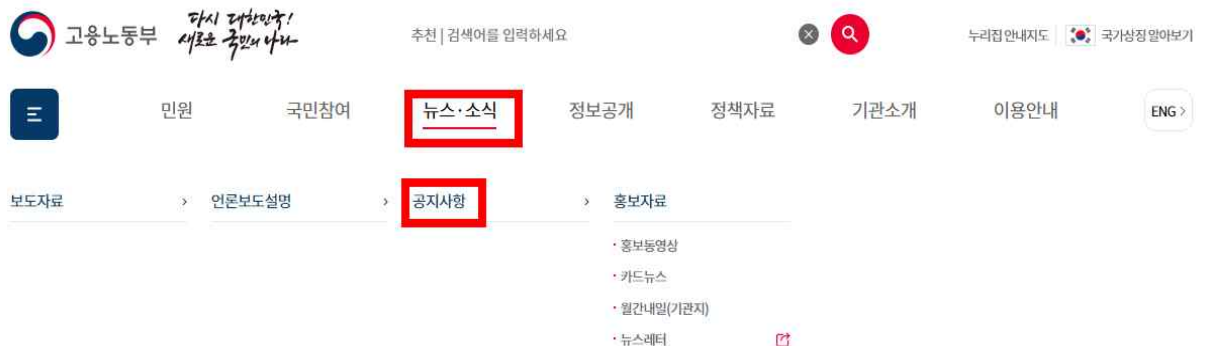 고용노동부
다시 대한민국!
새로운 국민의 나라
추천 | 검색어를 입력하세요
누리집 안내지도
국가상징 알아보기
민원 국민참여 뉴스·소식 정보공개 정책자료 기관소개 이용안내 ENG >
보도자료 > 언론보도설명 > 공지사항 > 홍보자료
· 홍보동영상
· 카드뉴스
· 월간내일(기관지)
· 뉴스레터